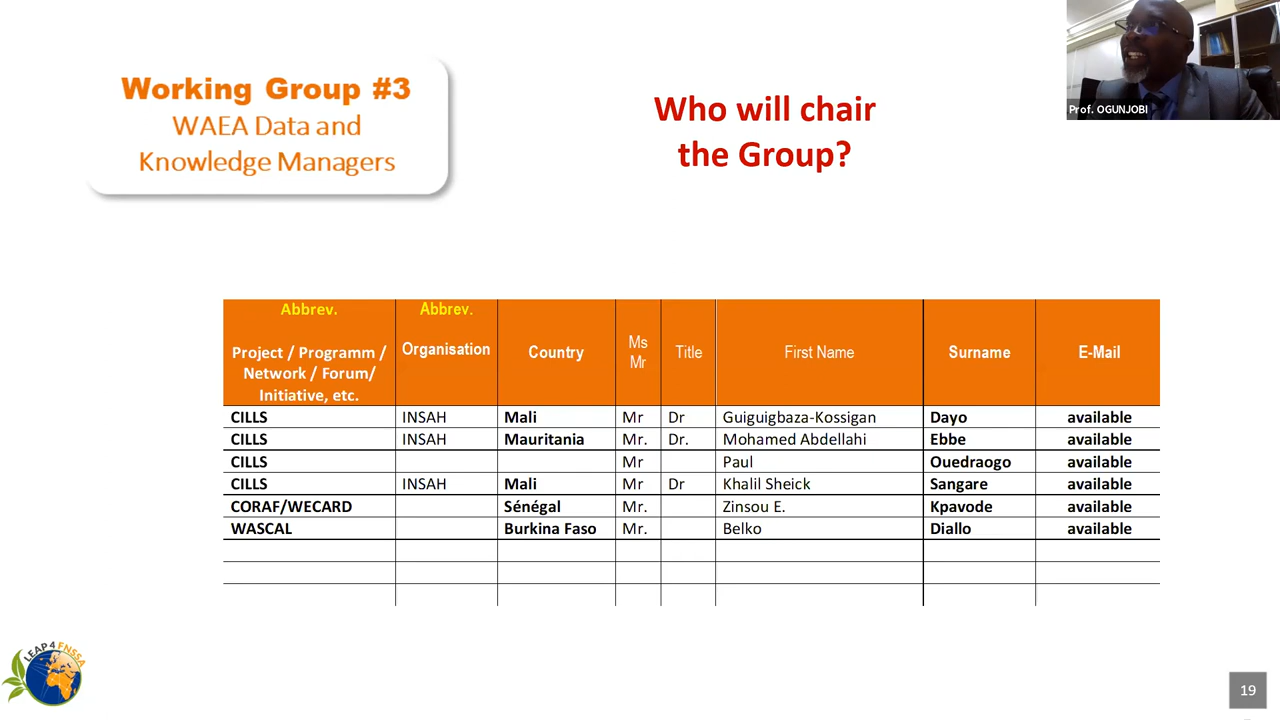 Working Group #3
WAEA Data and
Knowledge Managers
Who will chair
the Group?
Prof. OGUNJOBI
Abbrev.
Project / Programm /
Network / Forum/
Initiative, etc.
Abbrev.
Organisation
Country
Ms
Mr
Title
First Name
Surname
E-Mail
CILLS INSAH Mali Mr Dr Guiguigbaza-Kossigan Dayo available
CILLS INSAH Mauritania Mr. Dr. Mohamed Abdellahi Ebbe available
CILLS Mr Paul Ouedraogo available
CILLS INSAH Mali Mr Dr Khalil Sheick Sangare available
CORAF/WECARD Sénégal Mr. Zinsou E. Kpavode available
WASCAL Burkina Faso Mr. Belko Diallo available
LEAP4FNSSA
19